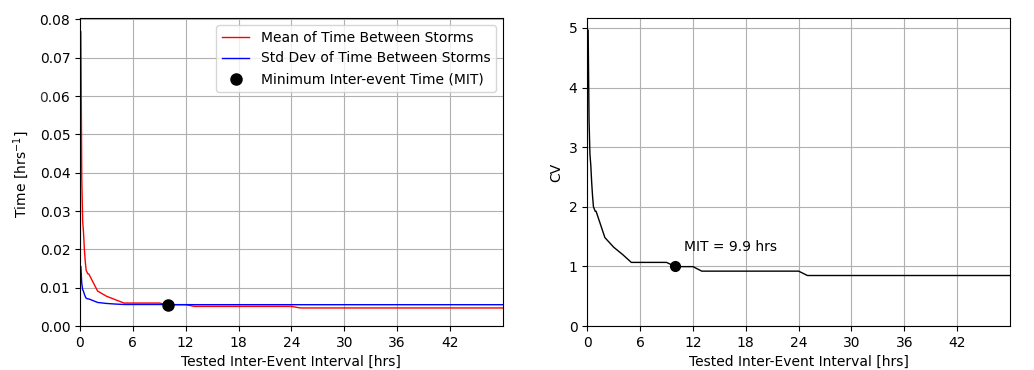 0.08
0.07
0.06
0.05
0.04
0.03
0.02
0.01
0.00
Time [hrs⁻¹]
Mean of Time Between Storms
Std Dev of Time Between Storms
Minimum Inter-event Time (MIT)
0 6 12 18 24 30 36 42
Tested Inter-Event Interval [hrs]
5
4
3
2
1
0
CV
MIT = 9.9 hrs
0 6 12 18 24 30 36 42
Tested Inter-Event Interval [hrs]